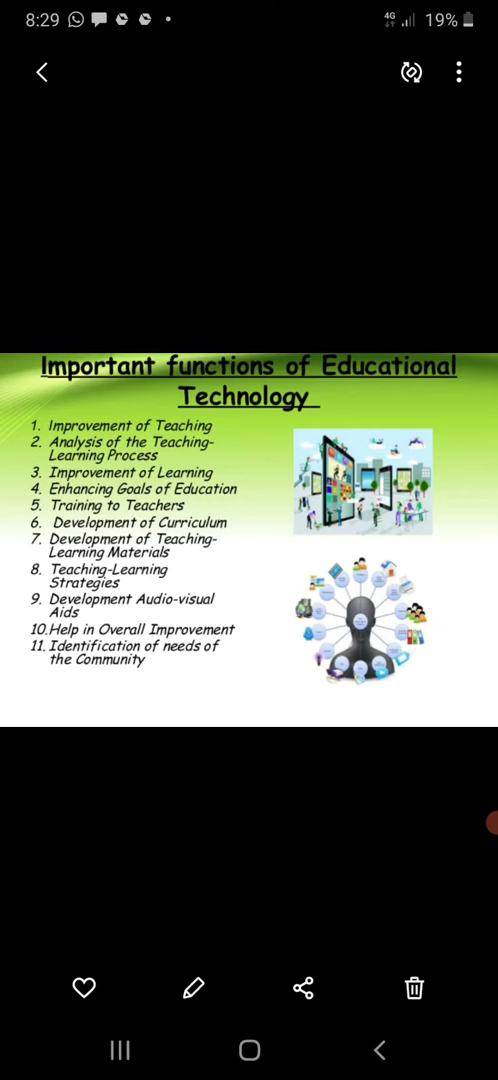 8:29
4G
19%
Important functions of Educational
Technology
1. Improvement of Teaching
2. Analysis of the Teaching-
Learning Process
3. Improvement of Learning
4. Enhancing Goals of Education
5. Training to Teachers
6. Development of Curriculum
7. Development of Teaching-
Learning Materials
8. Teaching-Learning
Strategies
9. Development Audio-visual
Aids
10.Help in Overall Improvement
11. Identification of needs of
the Community